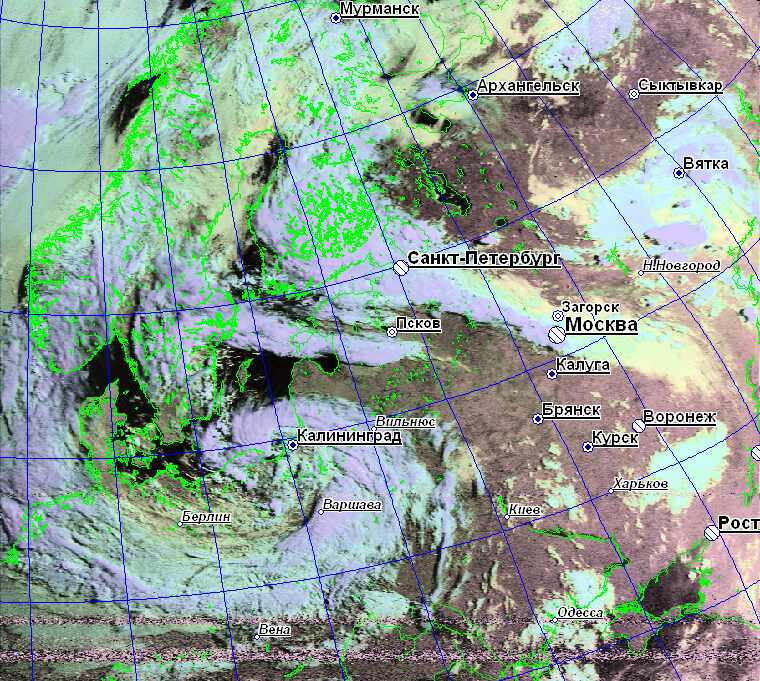 Мурманск
Архангельск
Сыктывкар
Вятка
Санкт-Петербург
Н.Новгород
Загорск
Псков
Москва
Калуга
Брянск
Воронеж
Вильнюс
Калининград
Курск
Харьков
Варшава
Киев
Берлин
Рост
Одесса
Вена